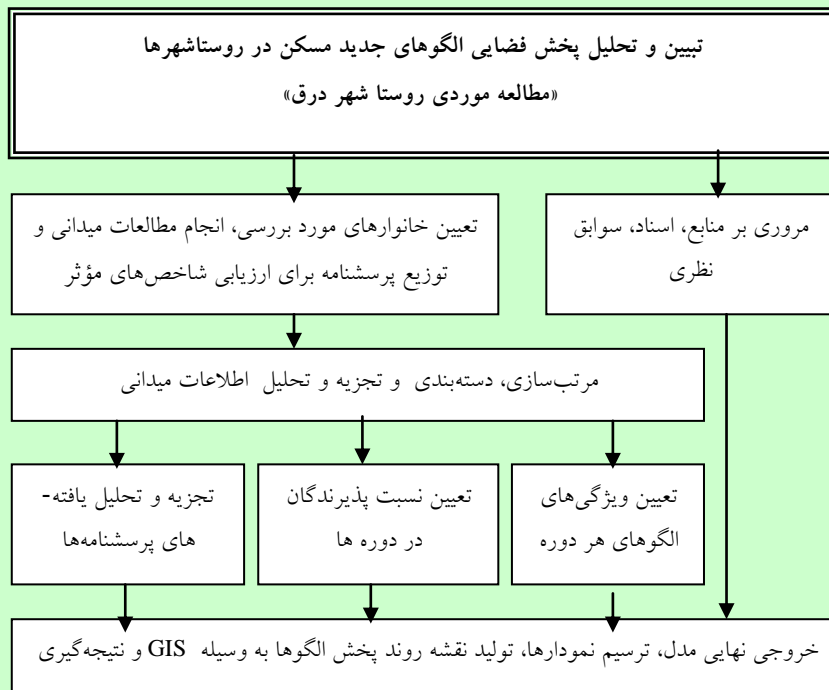 تبیین و تحلیل پخش فضایی الگوهای جدید مسکن در روستاشهرها
«مطالعه موردی روستا شهر درق»
مروری بر منابع، اسناد، سوابق
نظری
تعیین خانوارهای مورد بررسی، انجام مطالعات میدانی و
توزیع پرسشنامه برای ارزیابی شاخص‌های مؤثر
مرتب‌سازی، دسته‌بندی و تجزیه و تحلیل اطلاعات میدانی
تعیین ویژگی‌های
الگوهای هر دوره
تعیین نسبت پذیرندگان
در دوره ها
تجزیه و تحلیل یافته-
های پرسشنامه‌ها
خروجی نهایی مدل، ترسیم نمودارها، تولید نقشه روند پخش الگوها به وسیله GIS و نتیجه‌گیری